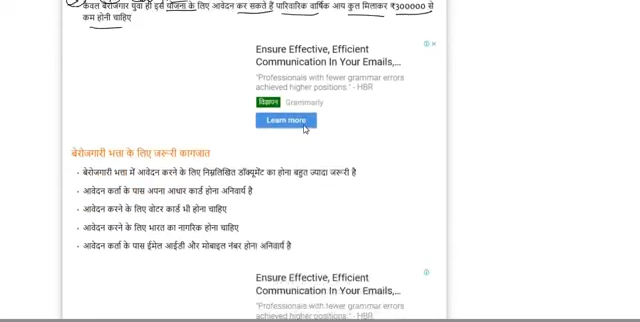 केवल बेरोजगार युवा ही इस योजना के लिए आवेदन कर सकते हैं पारिवारिक वार्षिक आय कुल मिलाकर ₹300000 से
कम होनी चाहिए
Ensure Effective, Efficient
Communication In Your Emails,...
"Professionals with fewer grammar errors
achieved higher positions." - HBR
विज्ञापन Grammarly
Learn more
बेरोजगारी भत्ता के लिए जरूरी कागजात
• बेरोजगारी भत्ता में आवेदन करने के लिए निम्नलिखित डॉक्यूमेंट का होना बहुत ज्यादा जरूरी है
• आवेदन कर्ता के पास अपना आधार कार्ड होना अनिवार्य है
• आवेदन करने के लिए वोटर कार्ड भी होना चाहिए
• आवेदन करने के लिए भारत का नागरिक होना चाहिए
• आवेदन कर्ता के पास ईमेल आईडी और मोबाइल नंबर होना अनिवार्य है
Ensure Effective, Efficient
Communication In Your Emails,...
"Professionals with fewer grammar errors
achieved higher positions." - HBR